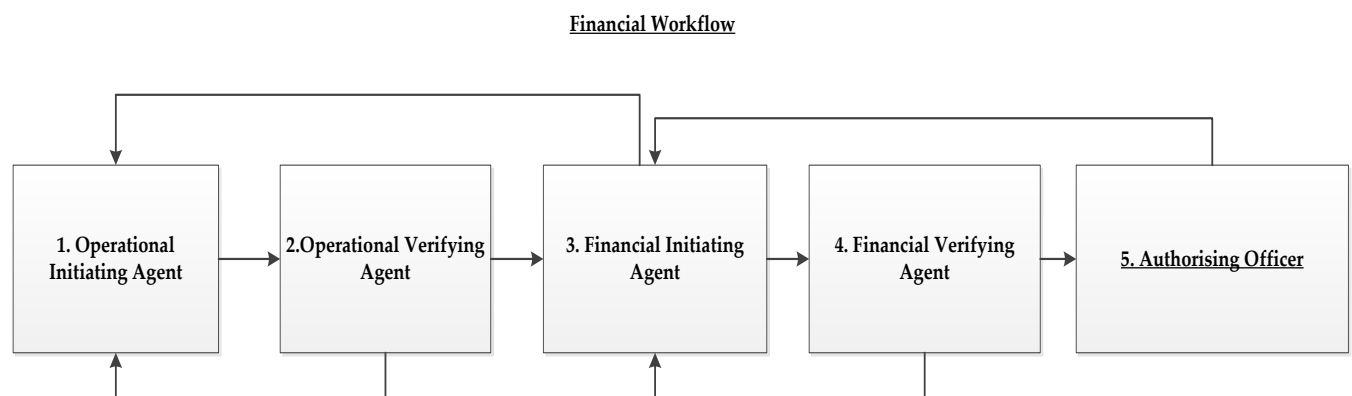 Financial Workflow
1. Operational
Initiating Agent
2.Operational Verifying
Agent
3. Financial Initiating
Agent
4. Financial Verifying
Agent
5. Authorising Officer